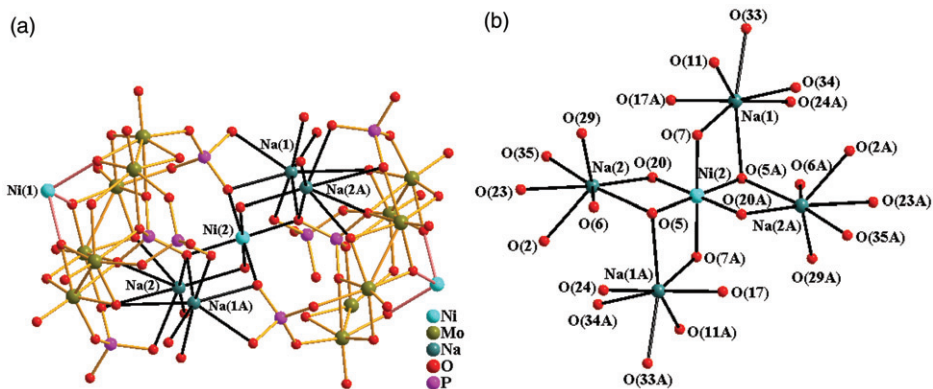 (a)
Na(1)
Na(2A)
Ni(1)
Ni(2)
Na(2)
Na(1A)
Ni
Mo
Na
O
P
(b)
O(33)
O(11)
O(34)
O(17A)
O(24A)
Na(1)
O(29)
O(7)
O(2A)
O(35)
O(20)
O(5A)
O(6A)
Na(2)
Ni(2)
O(23)
O(20A)
O(23A)
O(6)
O(5)
Na(2A)
O(35A)
O(2)
O(7A)
O(29A)
Na(1A)
O(24)
O(17)
O(34A)
O(11A)
O(33A)